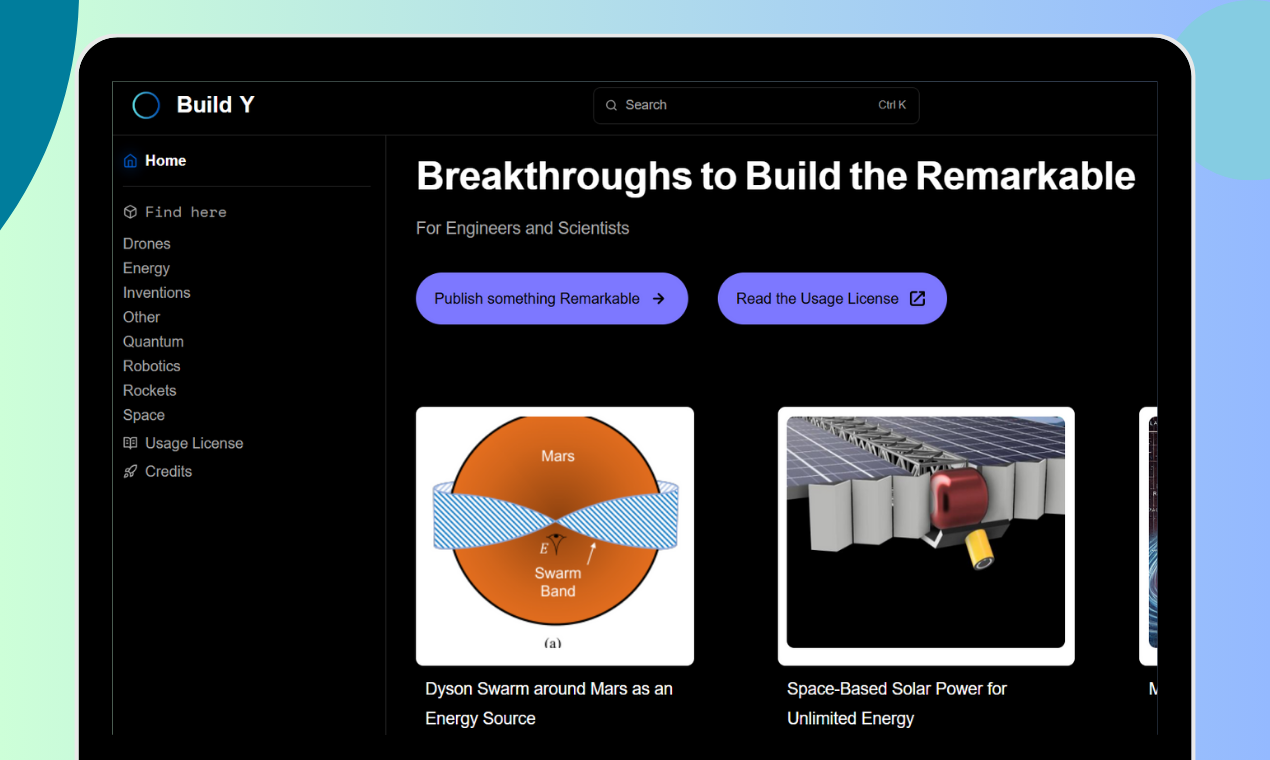 Build Y
Search
Ctrl K
Home
Find here
Drones
Energy
Inventions
Other
Quantum
Robotics
Rockets
Space
Usage License
Credits
Breakthroughs to Build the Remarkable
For Engineers and Scientists
Publish something Remarkable
Read the Usage License
Mars
E
Swarm
Band
(a)
Dyson Swarm around Mars as an
Energy Source
Space-Based Solar Power for
Unlimited Energy